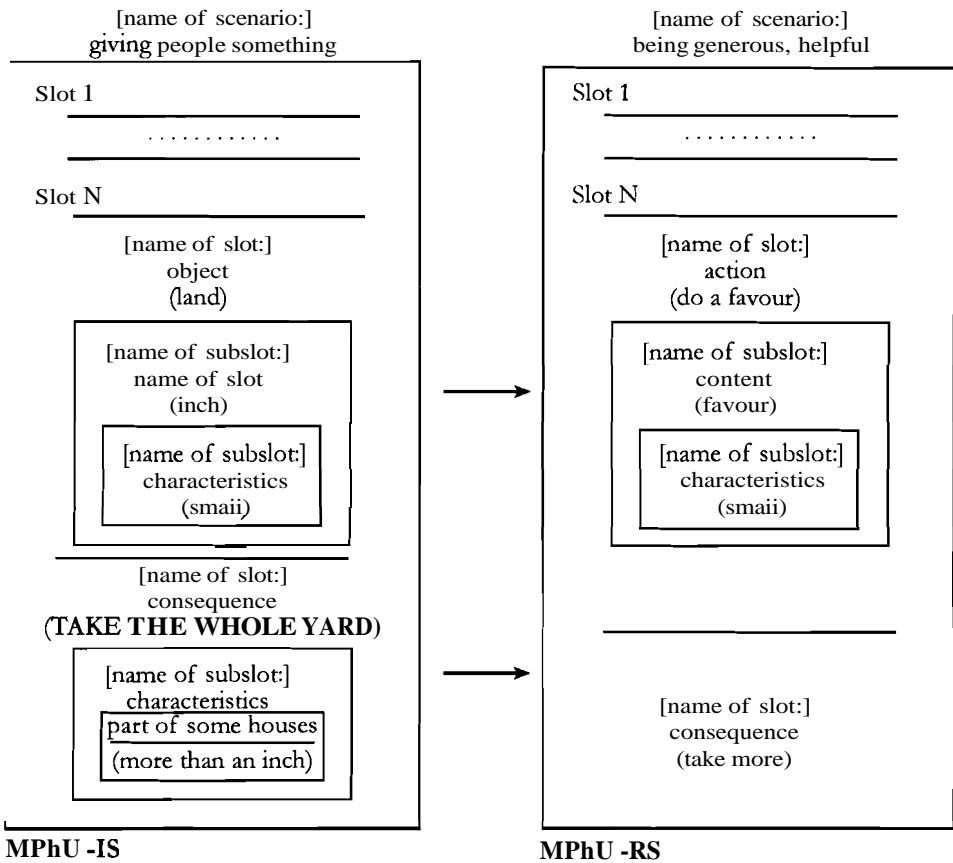 [name of scenario:]
giving people something
Slot 1
. . . . . . . . . . . .
Slot N
[name of slot:]
object
(land)
[name of subslot:]
name of slot
(inch)
[name of subslot:]
characteristics
(smaii)
[name of slot:]
consequence
(TAKE THE WHOLE YARD)
[name of subslot:]
characteristics
part of some houses
(more than an inch)
MPhU -IS
[name of scenario:]
being generous, helpful
Slot 1
. . . . . . . . . . . .
Slot N
[name of slot:]
action
(do a favour)
[name of subslot:]
content
(favour)
[name of subslot:]
characteristics
(smaii)
[name of slot:]
consequence
(take more)
MPhU -RS